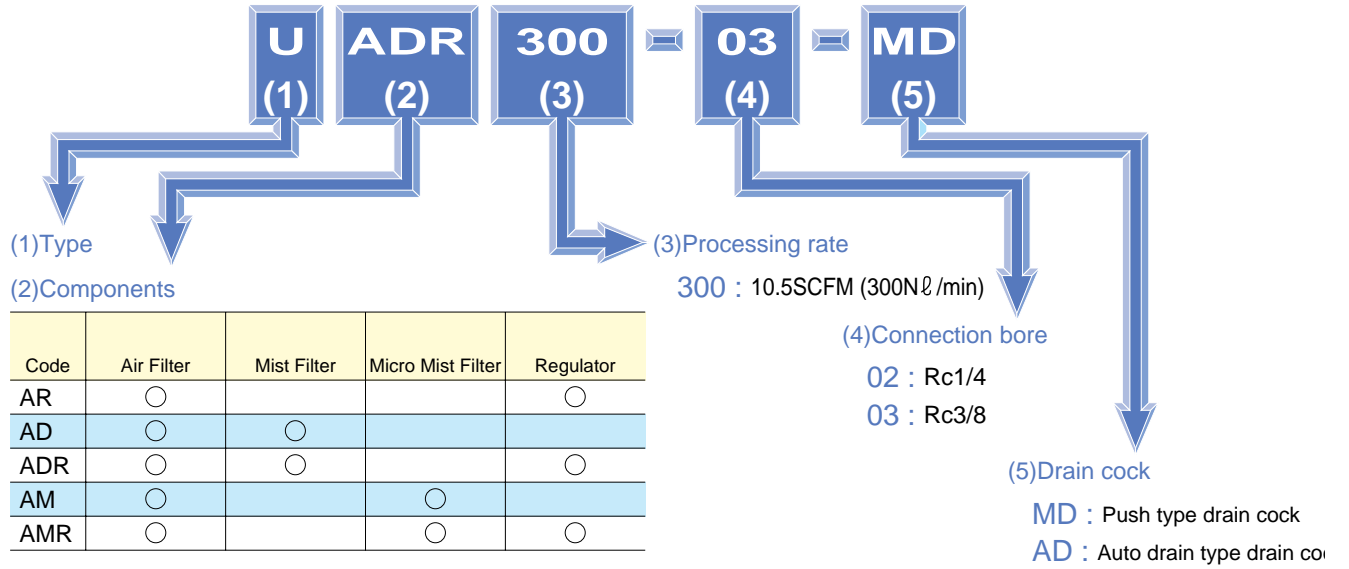 U ADR 300 - 03 - MD
(1) (2) (3) (4) (5)
(1)Type
(2)Components
Code Air Filter Mist Filter Micro Mist Filter Regulator
AR ○ ○
AD ○ ○
ADR ○ ○ ○
AM ○ ○
AMR ○ ○ ○
(3)Processing rate
300 : 10.5SCFM (300Nℓ/min)
(4)Connection bore
02 : Rc1/4
03 : Rc3/8
(5)Drain cock
MD : Push type drain cock
AD : Auto drain type drain